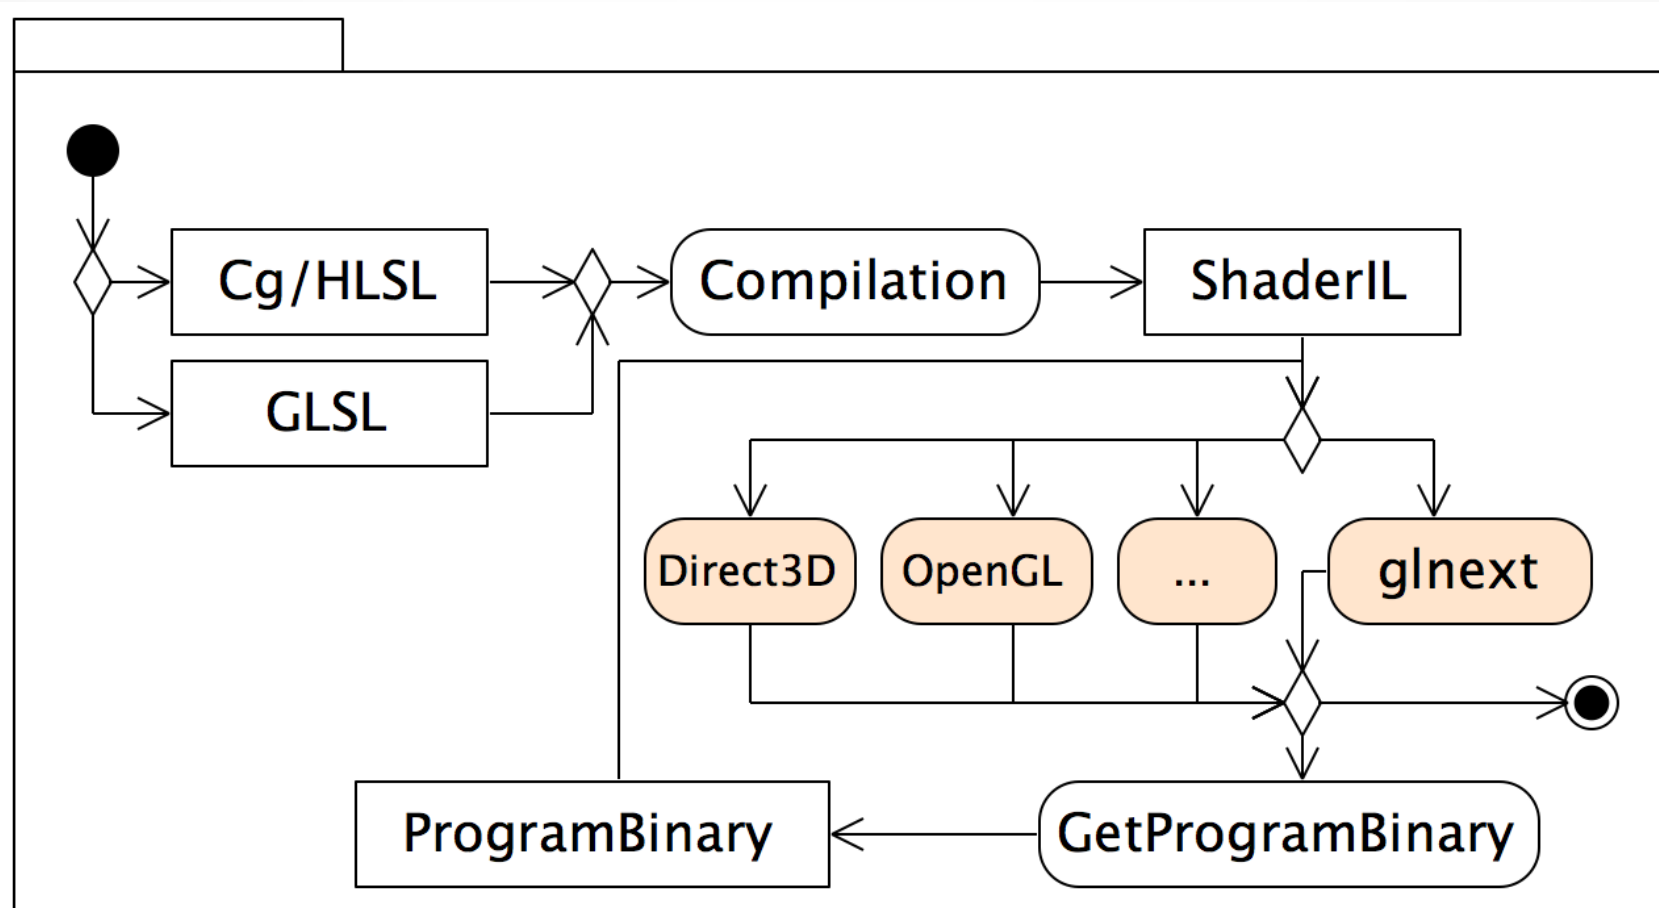 Cg/HLSL
Compilation
ShaderIL
GLSL
Direct3D
OpenGL
...
glnext
ProgramBinary
GetProgramBinary